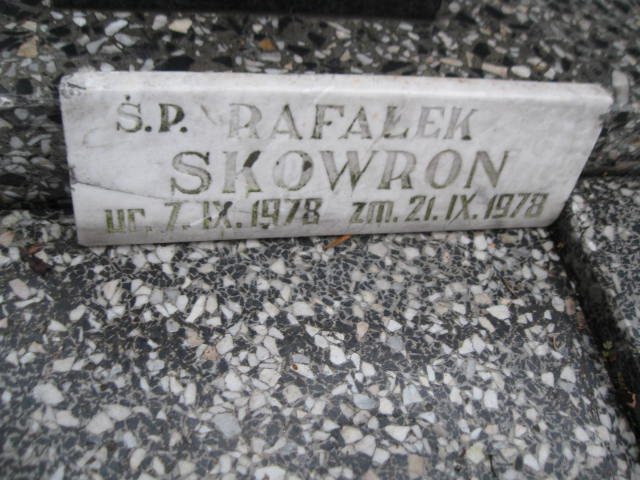 Ś.P. RAFAŁEK
SKOWRON
ur. 7. IX. 1978 zm. 21. IX. 1978